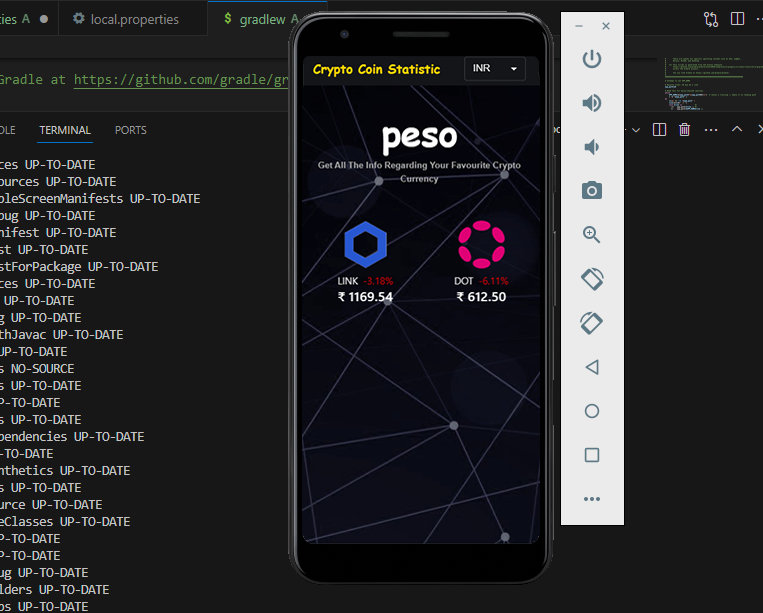 ies A
local.properties
$ gradlew A
Gradle at https://github.com/gradle/gr
OLE
TERMINAL
PORTS
ces UP-TO-DATE
ources UP-TO-DATE
bleScreenManifests UP-TO-DATE
bug UP-TO-DATE
nifest UP-TO-DATE
st UP-TO-DATE
stForPackage UP-TO-DATE
ces UP-TO-DATE
UP-TO-DATE
g UP-TO-DATE
thJavac UP-TO-DATE
UP-TO-DATE
s NO-SOURCE
s UP-TO-DATE
P-TO-DATE
s UP-TO-DATE
pendencies UP-TO-DATE
-TO-DATE
nthetics UP-TO-DATE
s UP-TO-DATE
urce UP-TO-DATE
eClasses UP-TO-DATE
P-TO-DATE
P-TO-DATE
ug UP-TO-DATE
lders UP-TO-DATE
ps UP-TO-DATE
Crypto Coin Statistic
INR
peso
Get All The Info Regarding Your Favourite Crypto
Currency
LINK -3.18%
₹ 1169.54
DOT -6.11%
₹ 612.50